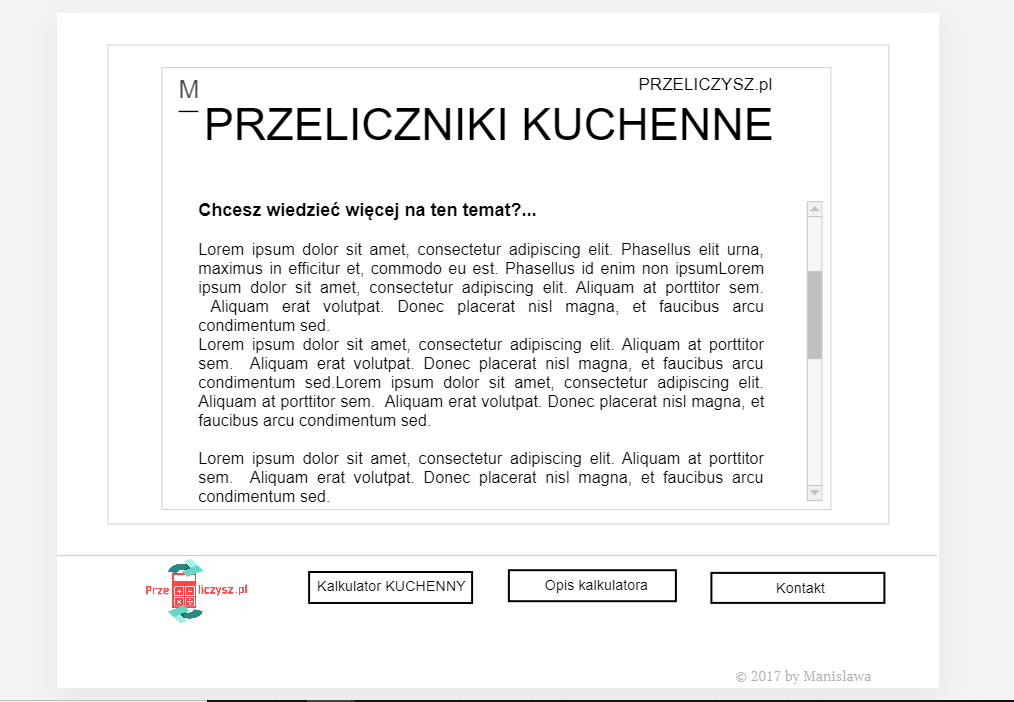 M
PRZELICZYSZ.pl
PRZELICZNIKI KUCHENNE
Chcesz wiedzieć więcej na ten temat?...
Lorem ipsum dolor sit amet, consectetur adipiscing elit. Phasellus elit urna,
maximus in efficitur et, commodo eu est. Phasellus id enim non ipsumLorem
ipsum dolor sit amet, consectetur adipiscing elit. Aliquam at porttitor sem.
Aliquam erat volutpat. Donec placerat nisl magna, et faucibus arcu
condimentum sed.
Lorem ipsum dolor sit amet, consectetur adipiscing elit. Aliquam at porttitor
sem. Aliquam erat volutpat. Donec placerat nisl magna, et faucibus arcu
condimentum sed.Lorem ipsum dolor sit amet, consectetur adipiscing elit.
Aliquam at porttitor sem. Aliquam erat volutpat. Donec placerat nisl magna, et
faucibus arcu condimentum sed.
Lorem ipsum dolor sit amet, consectetur adipiscing elit. Aliquam at porttitor
sem. Aliquam erat volutpat. Donec placerat nisl magna, et faucibus arcu
condimentum sed.
Prze liczysz.pl
Kalkulator KUCHENNY
Opis kalkulatora
Kontakt
© 2017 by Manislawa